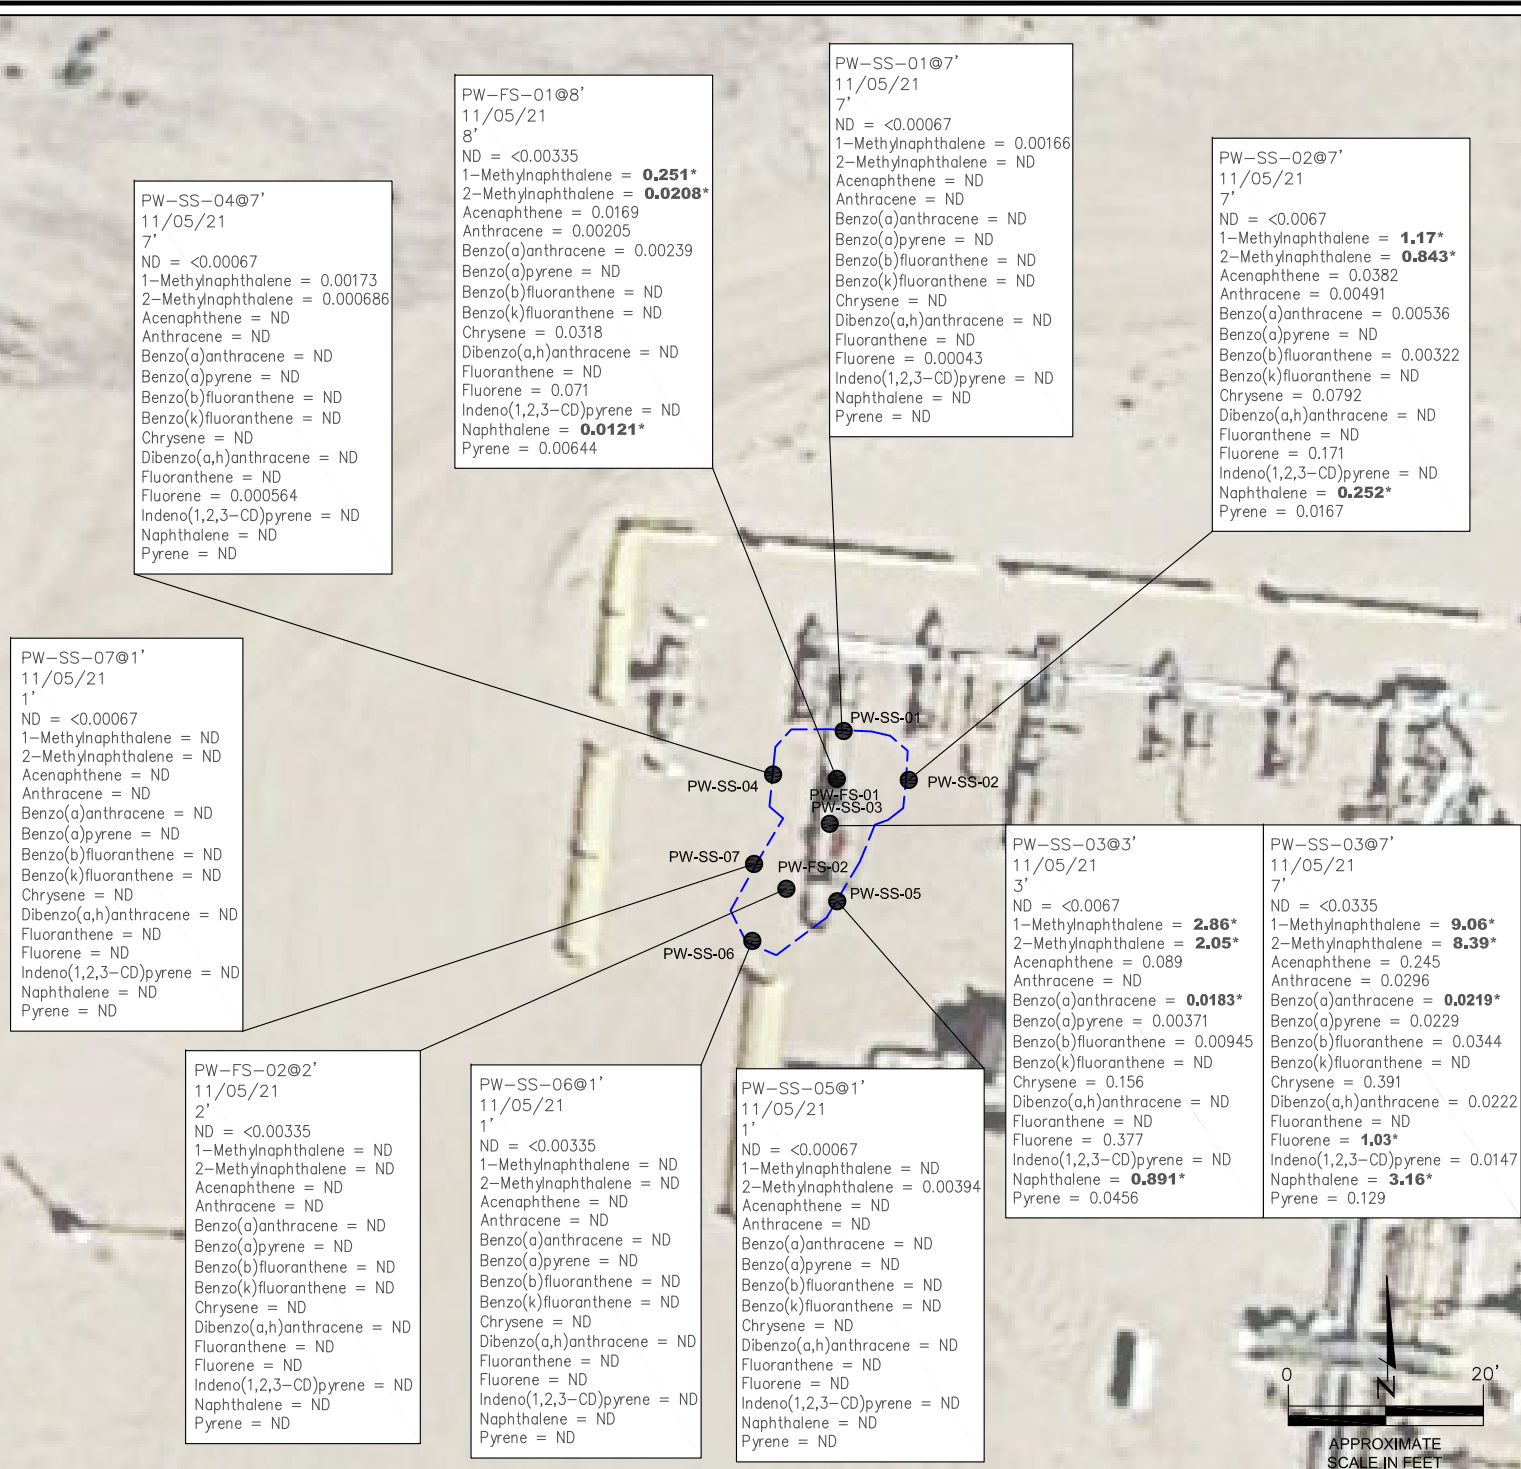 PW-SS-04@7'
11/05/21
7'
ND = <0.00067
1-Methylnaphthalene = 0.00173
2-Methylnaphthalene = 0.000686
Acenaphthene = ND
Anthracene = ND
Benzo(a)anthracene = ND
Benzo(a)pyrene = ND
Benzo(b)fluoranthene = ND
Benzo(k)fluoranthene = ND
Chrysene = ND
Dibenzo(a,h)anthracene = ND
Fluoranthene = ND
Fluorene = 0.000564
Indeno(1,2,3-CD)pyrene = ND
Naphthalene = ND
Pyrene = ND
PW-FS-01@8'
11/05/21
8'
ND = <0.00335
1-Methylnaphthalene = 0.251*
2-Methylnaphthalene = 0.0208*
Acenaphthene = 0.0169
Anthracene = 0.00205
Benzo(a)anthracene = 0.00239
Benzo(a)pyrene = ND
Benzo(b)fluoranthene = ND
Benzo(k)fluoranthene = ND
Chrysene = 0.0318
Dibenzo(a,h)anthracene = ND
Fluoranthene = ND
Fluorene = 0.071
Indeno(1,2,3-CD)pyrene = ND
Naphthalene = 0.0121*
Pyrene = 0.00644
PW-SS-01@7'
11/05/21
7'
ND = <0.00067
1-Methylnaphthalene = 0.00166
2-Methylnaphthalene = ND
Acenaphthene = ND
Anthracene = ND
Benzo(a)anthracene = ND
Benzo(a)pyrene = ND
Benzo(b)fluoranthene = ND
Benzo(k)fluoranthene = ND
Chrysene = ND
Dibenzo(a,h)anthracene = ND
Fluoranthene = ND
Fluorene = 0.00043
Indeno(1,2,3-CD)pyrene = ND
Naphthalene = ND
Pyrene = ND
PW-SS-02@7'
11/05/21
7'
ND = <0.0067
1-Methylnaphthalene = 1.17*
2-Methylnaphthalene = 0.843*
Acenaphthene = 0.0382
Anthracene = 0.00491
Benzo(a)anthracene = 0.00536
Benzo(a)pyrene = ND
Benzo(b)fluoranthene = 0.00322
Benzo(k)fluoranthene = ND
Chrysene = 0.0792
Dibenzo(a,h)anthracene = ND
Fluoranthene = ND
Fluorene = 0.171
Indeno(1,2,3-CD)pyrene = ND
Naphthalene = 0.252*
Pyrene = 0.0167
PW-SS-07@1'
11/05/21
1'
ND = <0.00067
1-Methylnaphthalene = ND
2-Methylnaphthalene = ND
Acenaphthene = ND
Anthracene = ND
Benzo(a)anthracene = ND
Benzo(a)pyrene = ND
Benzo(b)fluoranthene = ND
Benzo(k)fluoranthene = ND
Chrysene = ND
Dibenzo(a,h)anthracene = ND
Fluoranthene = ND
Fluorene = ND
Indeno(1,2,3-CD)pyrene = ND
Naphthalene = ND
Pyrene = ND
PW-SS-01
PW-SS-04
PW-SS-02
PW-FS-01
PW-SS-03
PW-SS-07
PW-FS-02
PW-SS-05
PW-SS-06
PW-SS-03@3'
11/05/21
3'
ND = <0.0067
1-Methylnaphthalene = 2.86*
2-Methylnaphthalene = 2.05*
Acenaphthene = 0.089
Anthracene = ND
Benzo(a)anthracene = 0.0183*
Benzo(a)pyrene = 0.00371
Benzo(b)fluoranthene = 0.00945
Benzo(k)fluoranthene = ND
Chrysene = 0.156
Dibenzo(a,h)anthracene = ND
Fluoranthene = ND
Fluorene = 0.377
Indeno(1,2,3-CD)pyrene = ND
Naphthalene = 0.891*
Pyrene = 0.0456
PW-SS-03@7'
11/05/21
7'
ND = <0.0335
1-Methylnaphthalene = 9.06*
2-Methylnaphthalene = 8.39*
Acenaphthene = 0.245
Anthracene = 0.0296
Benzo(a)anthracene = 0.0219*
Benzo(a)pyrene = 0.0229
Benzo(b)fluoranthene = 0.0344
Benzo(k)fluoranthene = ND
Chrysene = 0.391
Dibenzo(a,h)anthracene = 0.0222
Fluoranthene = ND
Fluorene = 1.03*
Indeno(1,2,3-CD)pyrene = 0.0147
Naphthalene = 3.16*
Pyrene = 0.129
PW-FS-02@2'
11/05/21
2'
ND = <0.00335
1-Methylnaphthalene = ND
2-Methylnaphthalene = ND
Acenaphthene = ND
Anthracene = ND
Benzo(a)anthracene = ND
Benzo(a)pyrene = ND
Benzo(b)fluoranthene = ND
Benzo(k)fluoranthene = ND
Chrysene = ND
Dibenzo(a,h)anthracene = ND
Fluoranthene = ND
Fluorene = ND
Indeno(1,2,3-CD)pyrene = ND
Naphthalene = ND
Pyrene = ND
PW-SS-06@1'
11/05/21
1'
ND = <0.00335
1-Methylnaphthalene = ND
2-Methylnaphthalene = ND
Acenaphthene = ND
Anthracene = ND
Benzo(a)anthracene = ND
Benzo(a)pyrene = ND
Benzo(b)fluoranthene = ND
Benzo(k)fluoranthene = ND
Chrysene = ND
Dibenzo(a,h)anthracene = ND
Fluoranthene = ND
Fluorene = ND
Indeno(1,2,3-CD)pyrene = ND
Naphthalene = ND
Pyrene = ND
PW-SS-05@1'
11/05/21
1'
ND = <0.00067
1-Methylnaphthalene = ND
2-Methylnaphthalene = 0.00394
Acenaphthene = ND
Anthracene = ND
Benzo(a)anthracene = ND
Benzo(a)pyrene = ND
Benzo(b)fluoranthene = ND
Benzo(k)fluoranthene = ND
Chrysene = ND
Dibenzo(a,h)anthracene = ND
Fluoranthene = ND
Fluorene = ND
Indeno(1,2,3-CD)pyrene = ND
Naphthalene = ND
Pyrene = ND
0 20'
N
APPROXIMATE
SCALE IN FEET